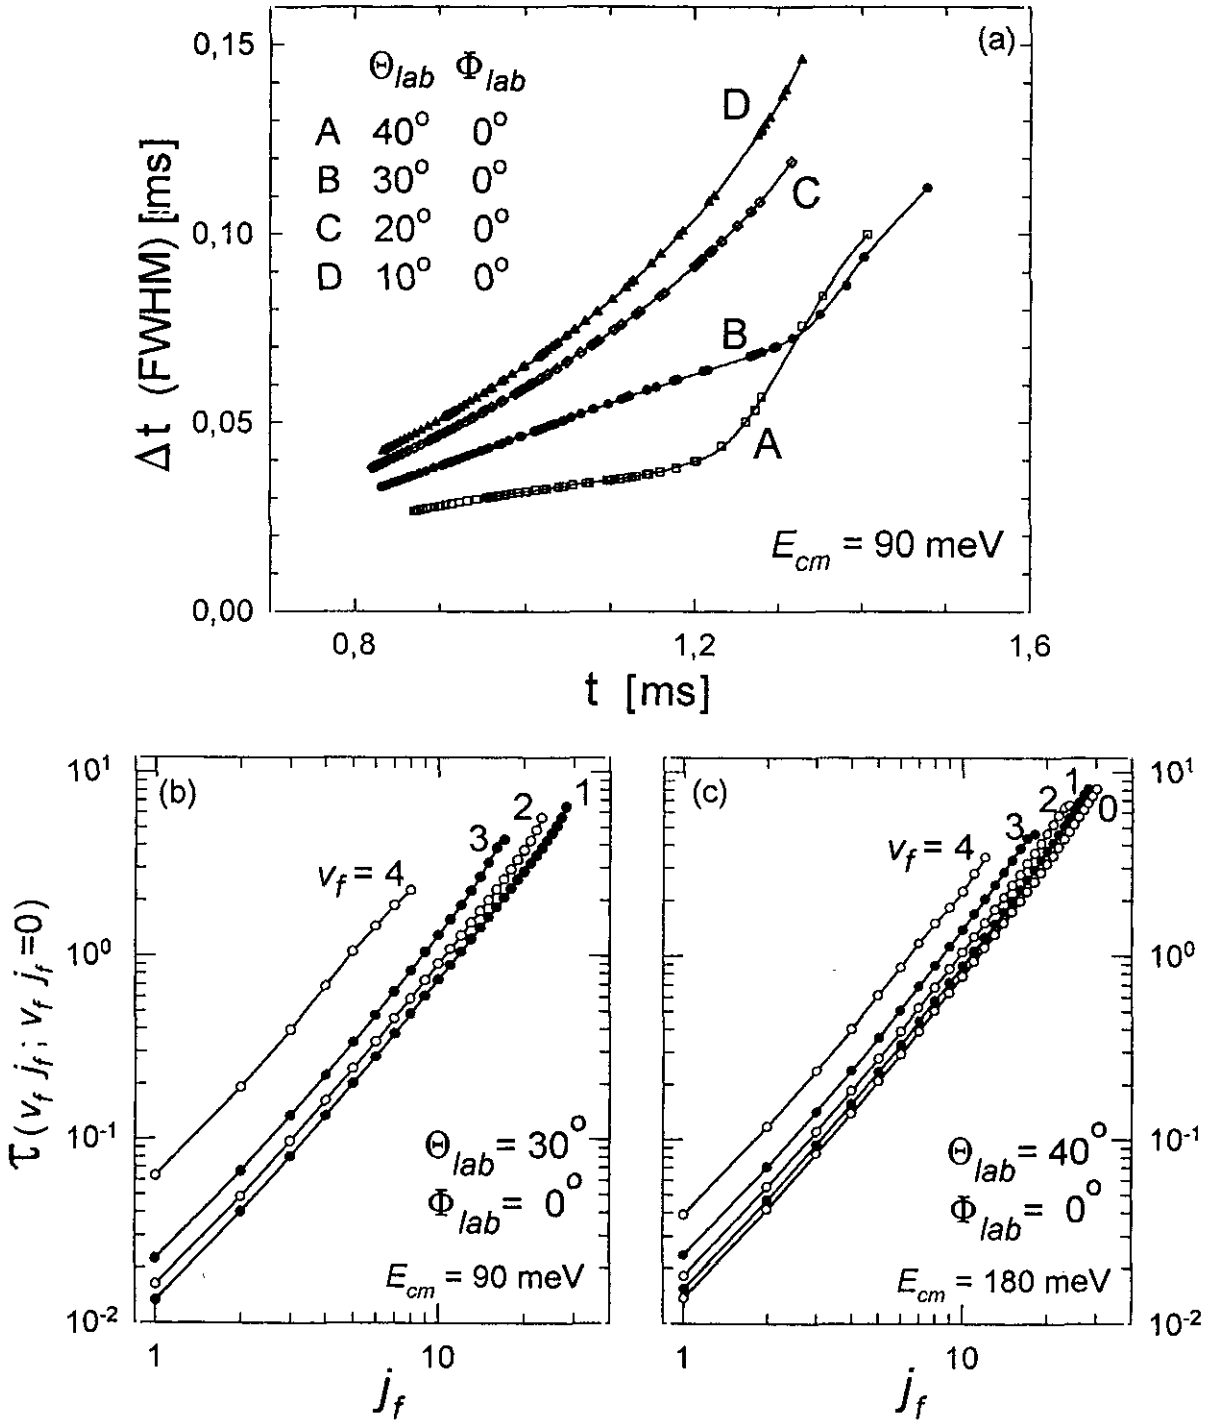 (a)
Δt (FWHM) [ms]
0,15
0,10
0,05
0,00
Θlab Φlab
A 40° 0°
B 30° 0°
C 20° 0°
D 10° 0°
D
C
B
A
Ecm = 90 meV
0,8 1,2 1,6
t [ms]
τ (vf jf ; vf jf =0)
(b)
10¹
10⁰
10⁻¹
10⁻²
vf = 4
3
2
1
Θlab = 30°
Φlab = 0°
Ecm = 90 meV
1 10
jf
(c)
vf = 4
3
2
1
0
Θlab = 40°
Φlab = 0°
Ecm = 180 meV
10¹
10⁰
10⁻¹
10⁻²
1 10
jf